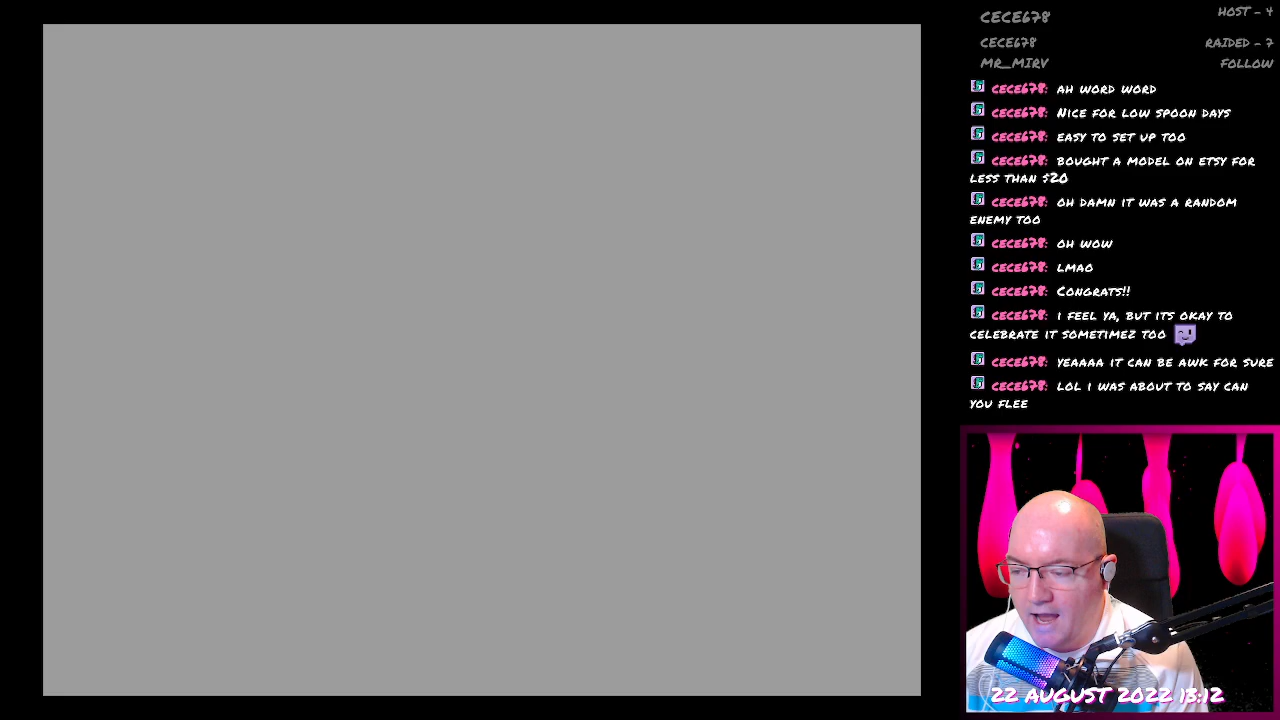 CECE678 HOST - 4
CECE678 RAIDED - 7
MR_MIRV FOLLOW
CECE678: AH WORD WORD
CECE678: NICE FOR LOW SPOON DAYS
CECE678: EASY TO SET UP TOO
CECE678: BOUGHT A MODEL ON ETSY FOR
LESS THAN $20
CECE678: OH DAMN IT WAS A RANDOM
ENEMY TOO
CECE678: OH WOW
CECE678: LMAO
CECE678: CONGRATS!!
CECE678: I FEEL YA, BUT ITS OKAY TO
CELEBRATE IT SOMETIMEZ TOO
CECE678: YEAAAA IT CAN BE AWK FOR SURE
CECE678: LOL I WAS ABOUT TO SAY CAN
YOU FLEE
22 AUGUST 2022 13:12